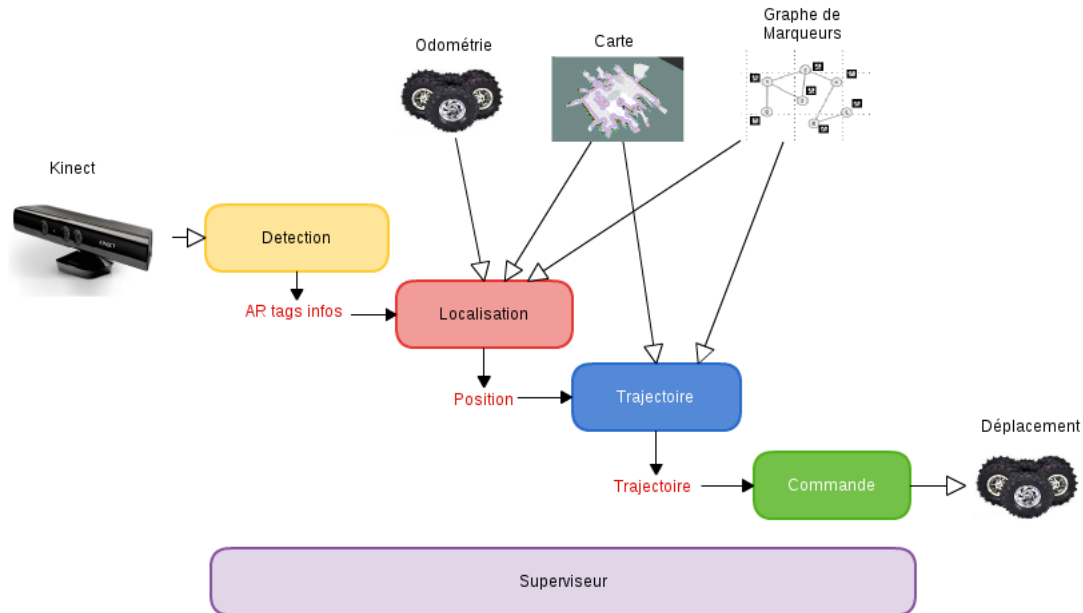 Graphe de
Marqueurs
Odométrie
Carte
Kinect
Detection
AR tags infos
Localisation
Position
Trajectoire
Déplacement
Trajectoire
Commande
Superviseur